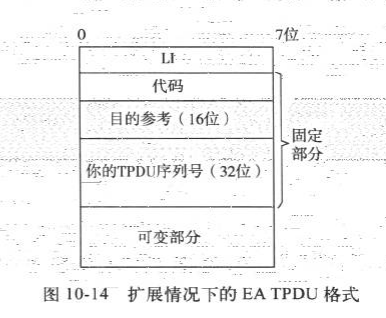 0 7位
LI
代码
目的参考（16位）
你的TPDU序列号（32位）
固定
部分
可变部分
图 10-14 扩展情况下的 EA TPDU 格式